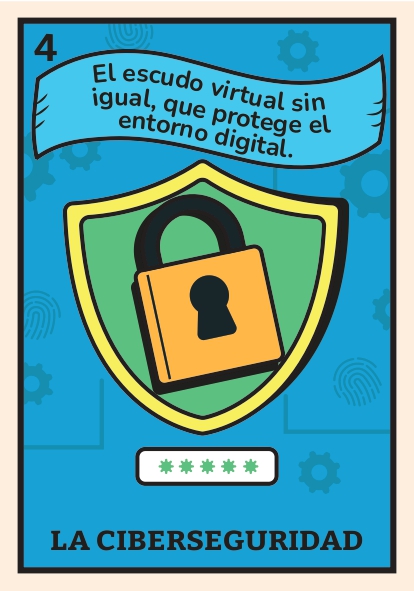 4
El escudo virtual sin
igual, que protege el
entorno digital.
*****
LA CIBERSEGURIDAD